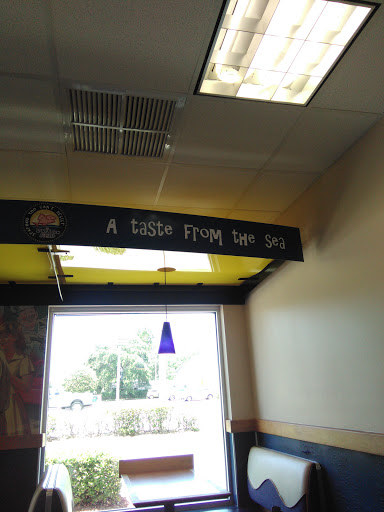 A taste From the Sea